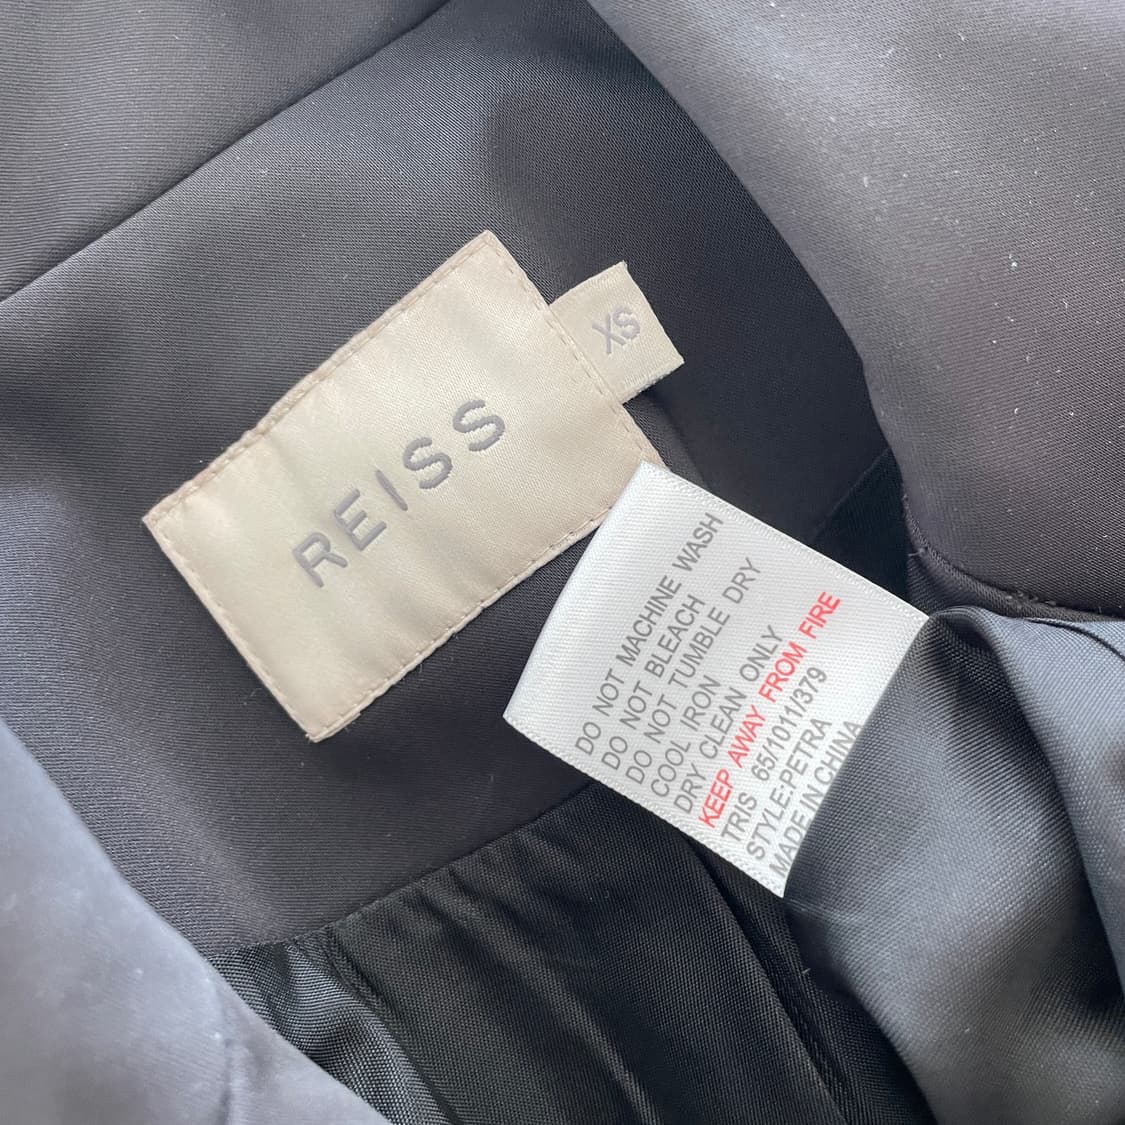 REISS
XS
DO NOT MACHINE WASH
DO NOT BLEACH
DO NOT TUMBLE DRY
COOL IRON
DRY CLEAN ONLY
KEEP AWAY FROM FIRE
TRIS 65/1011/379
STYLE:PETRA
MADE IN CHINA